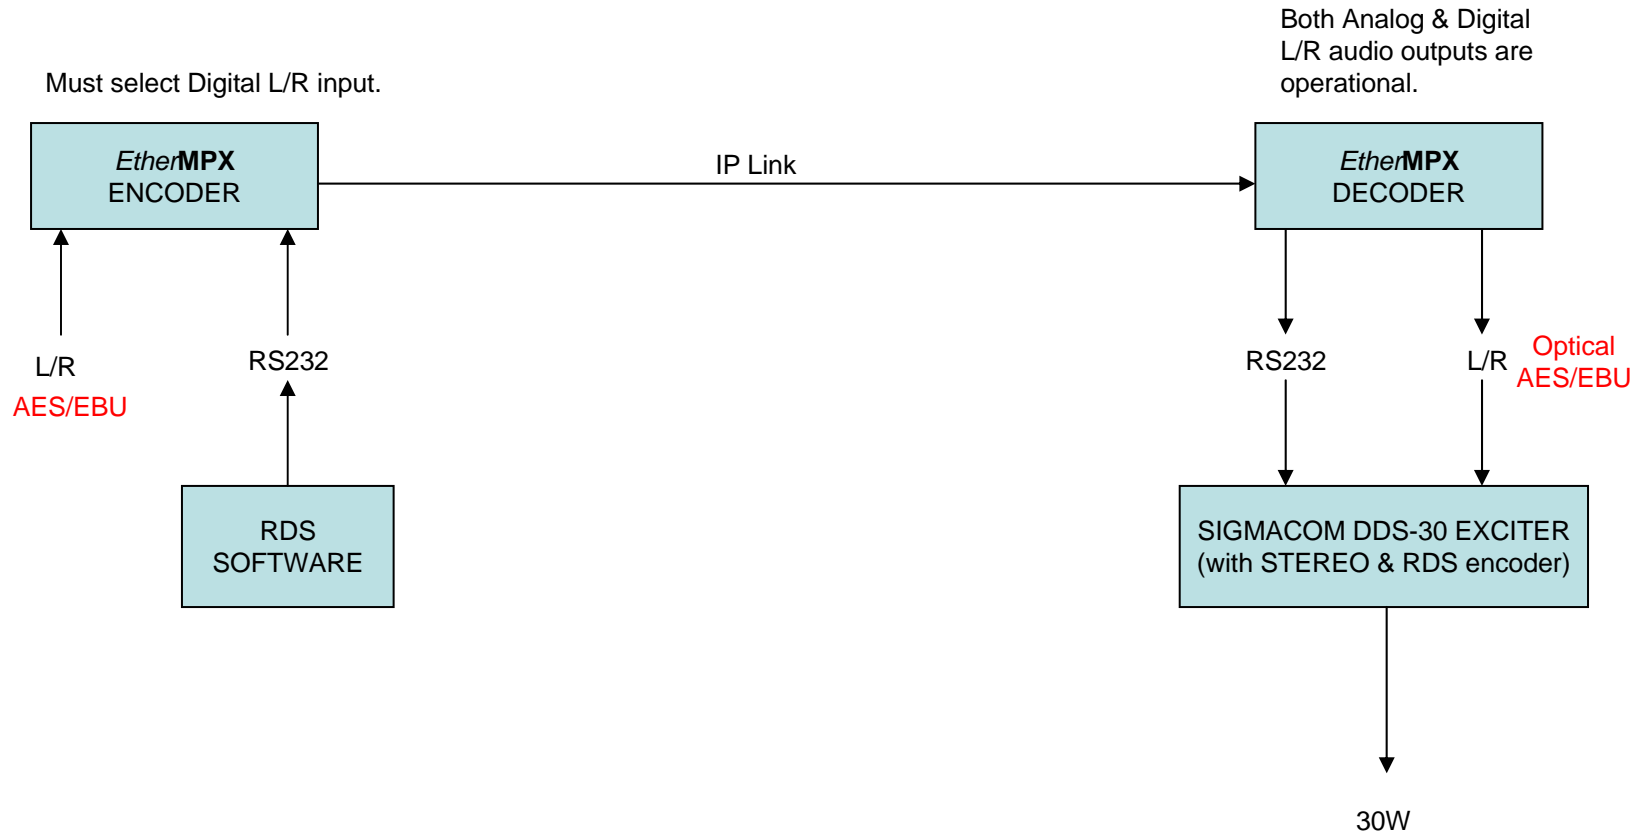 Both Analog & Digital
L/R audio outputs are
operational.
Must select Digital L/R input.
EtherMPX
ENCODER
IP Link
EtherMPX
DECODER
L/R
AES/EBU
RS232
RS232
L/R
Optical
AES/EBU
RDS
SOFTWARE
SIGMACOM DDS-30 EXCITER
(with STEREO & RDS encoder)
30W